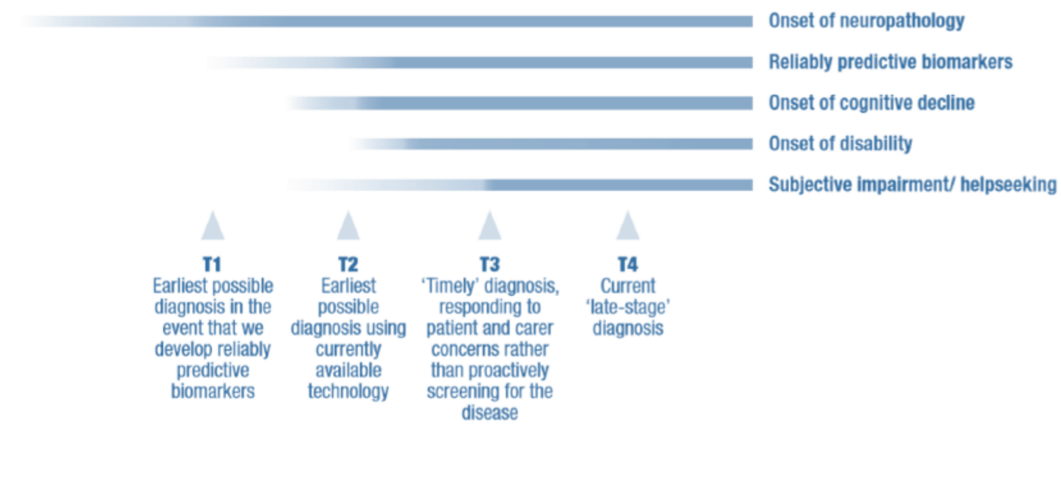 Onset of neuropathology
Reliably predictive biomarkers
Onset of cognitive decline
Onset of disability
Subjective impairment/ helpseeking
T1
Earliest possible
diagnosis in the
event that we
develop reliably
predictive
biomarkers
T2
Earliest
possible
diagnosis using
currently
available
technology
T3
‘Timely’ diagnosis,
responding to
patient and carer
concerns rather
than proactively
screening for the
disease
T4
Current
‘late-stage’
diagnosis